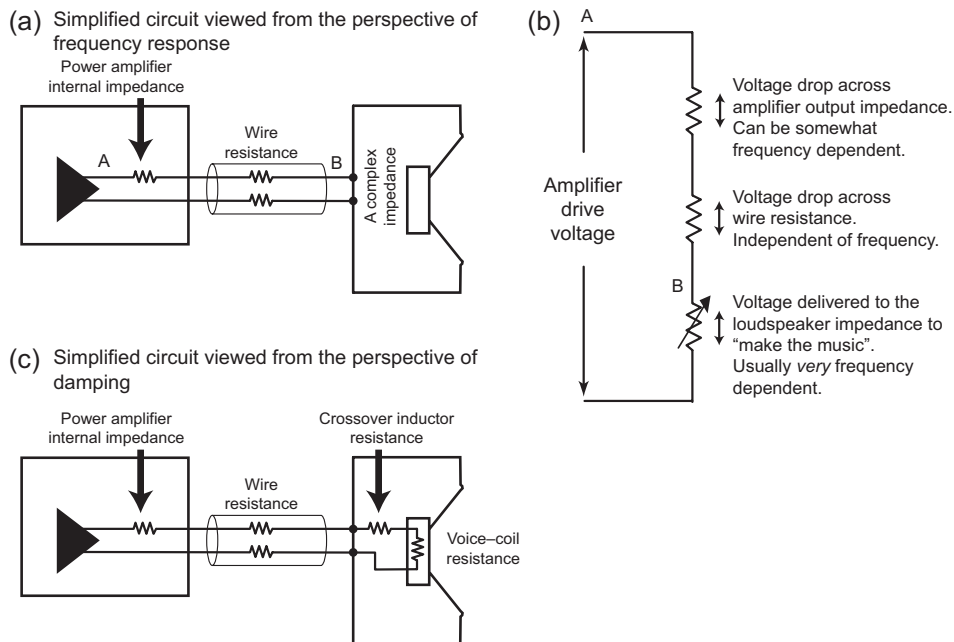 (a) Simplified circuit viewed from the perspective of
frequency response
Power amplifier
internal impedance
A
Wire
resistance
B
A complex
impedance
(b)
A
Amplifier
drive
voltage
Voltage drop across
amplifier output impedance.
Can be somewhat
frequency dependent.
Voltage drop across
wire resistance.
Independent of frequency.
B
Voltage delivered to the
loudspeaker impedance to
“make the music”.
Usually very frequency
dependent.
(c) Simplified circuit viewed from the perspective of
damping
Power amplifier
internal impedance
Wire
resistance
Crossover inductor
resistance
Voice–coil
resistance